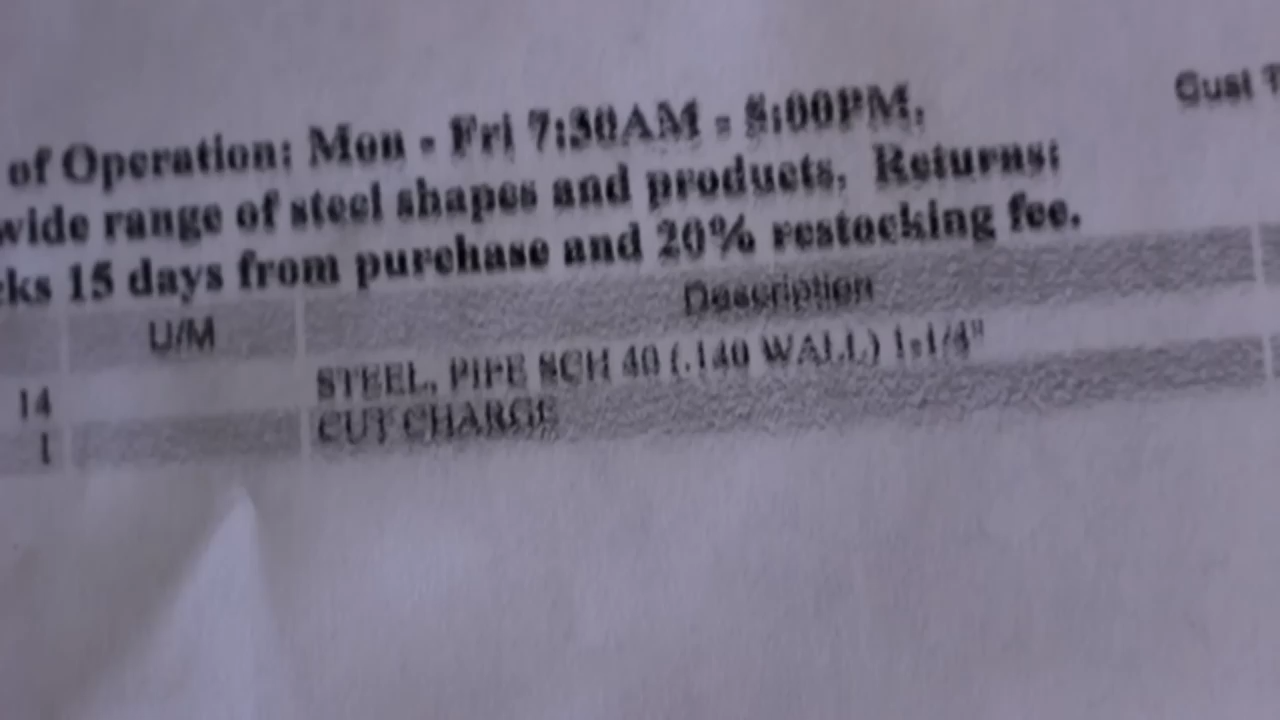 of Operation: Mon - Fri 7:30AM - 5:00PM.
wide range of steel shapes and products. Returns:
15 days from purchase and 20% restocking fee.
Cust
U/M Description
14 STEEL, PIPE SCH 40 (.140 WALL) 1-1/4"
1 CUT CHARGE